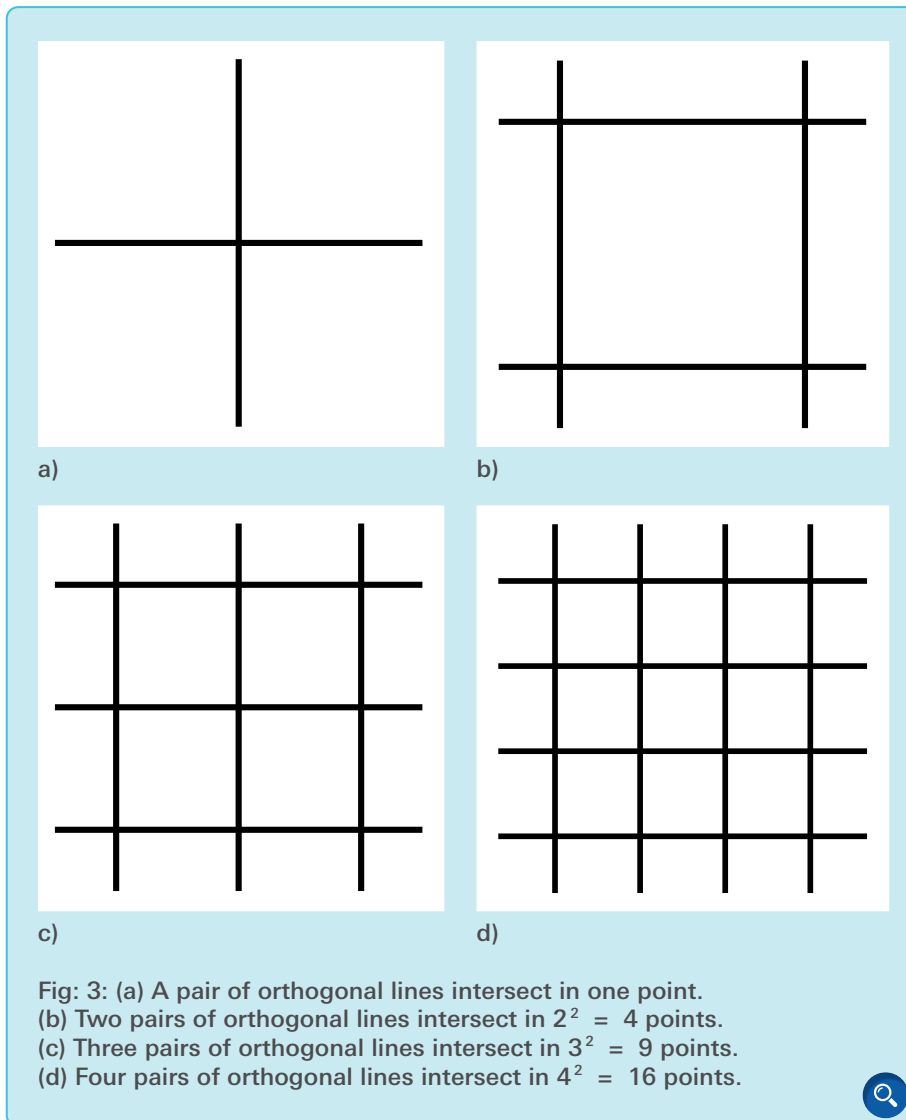 a)
b)
c)
d)
Fig: 3: (a) A pair of orthogonal lines intersect in one point.
(b) Two pairs of orthogonal lines intersect in 2² = 4 points.
(c) Three pairs of orthogonal lines intersect in 3² = 9 points.
(d) Four pairs of orthogonal lines intersect in 4² = 16 points.